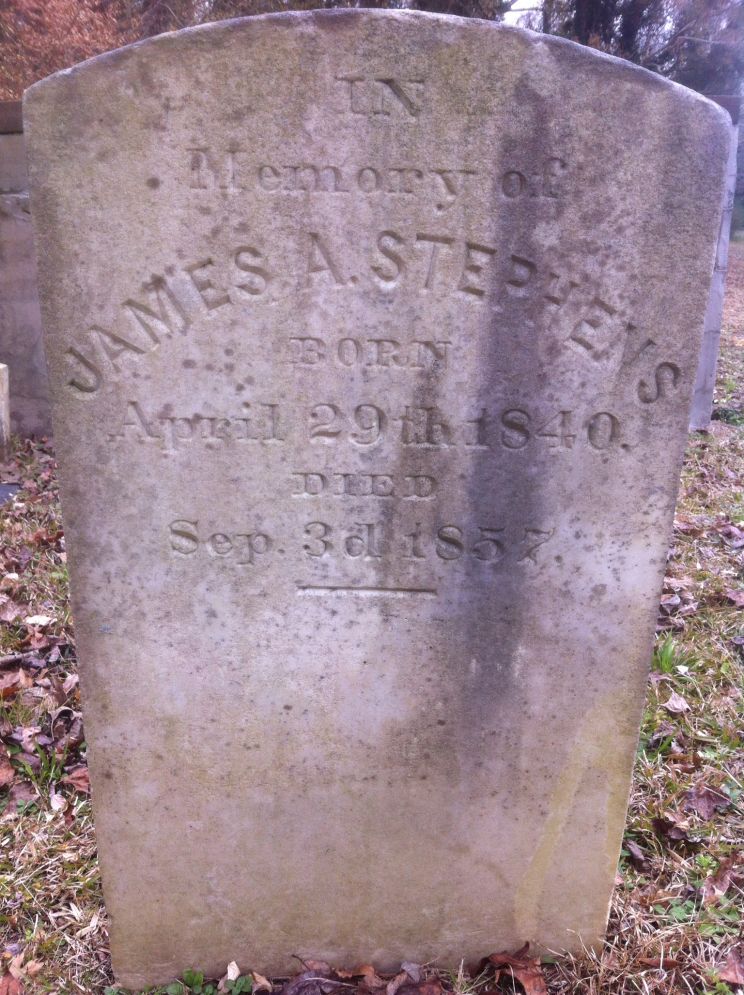 IN
Memory of
JAMES A. STEPHENS
BORN
April 29th 1840.
DIED
Sep. 3d 1857.